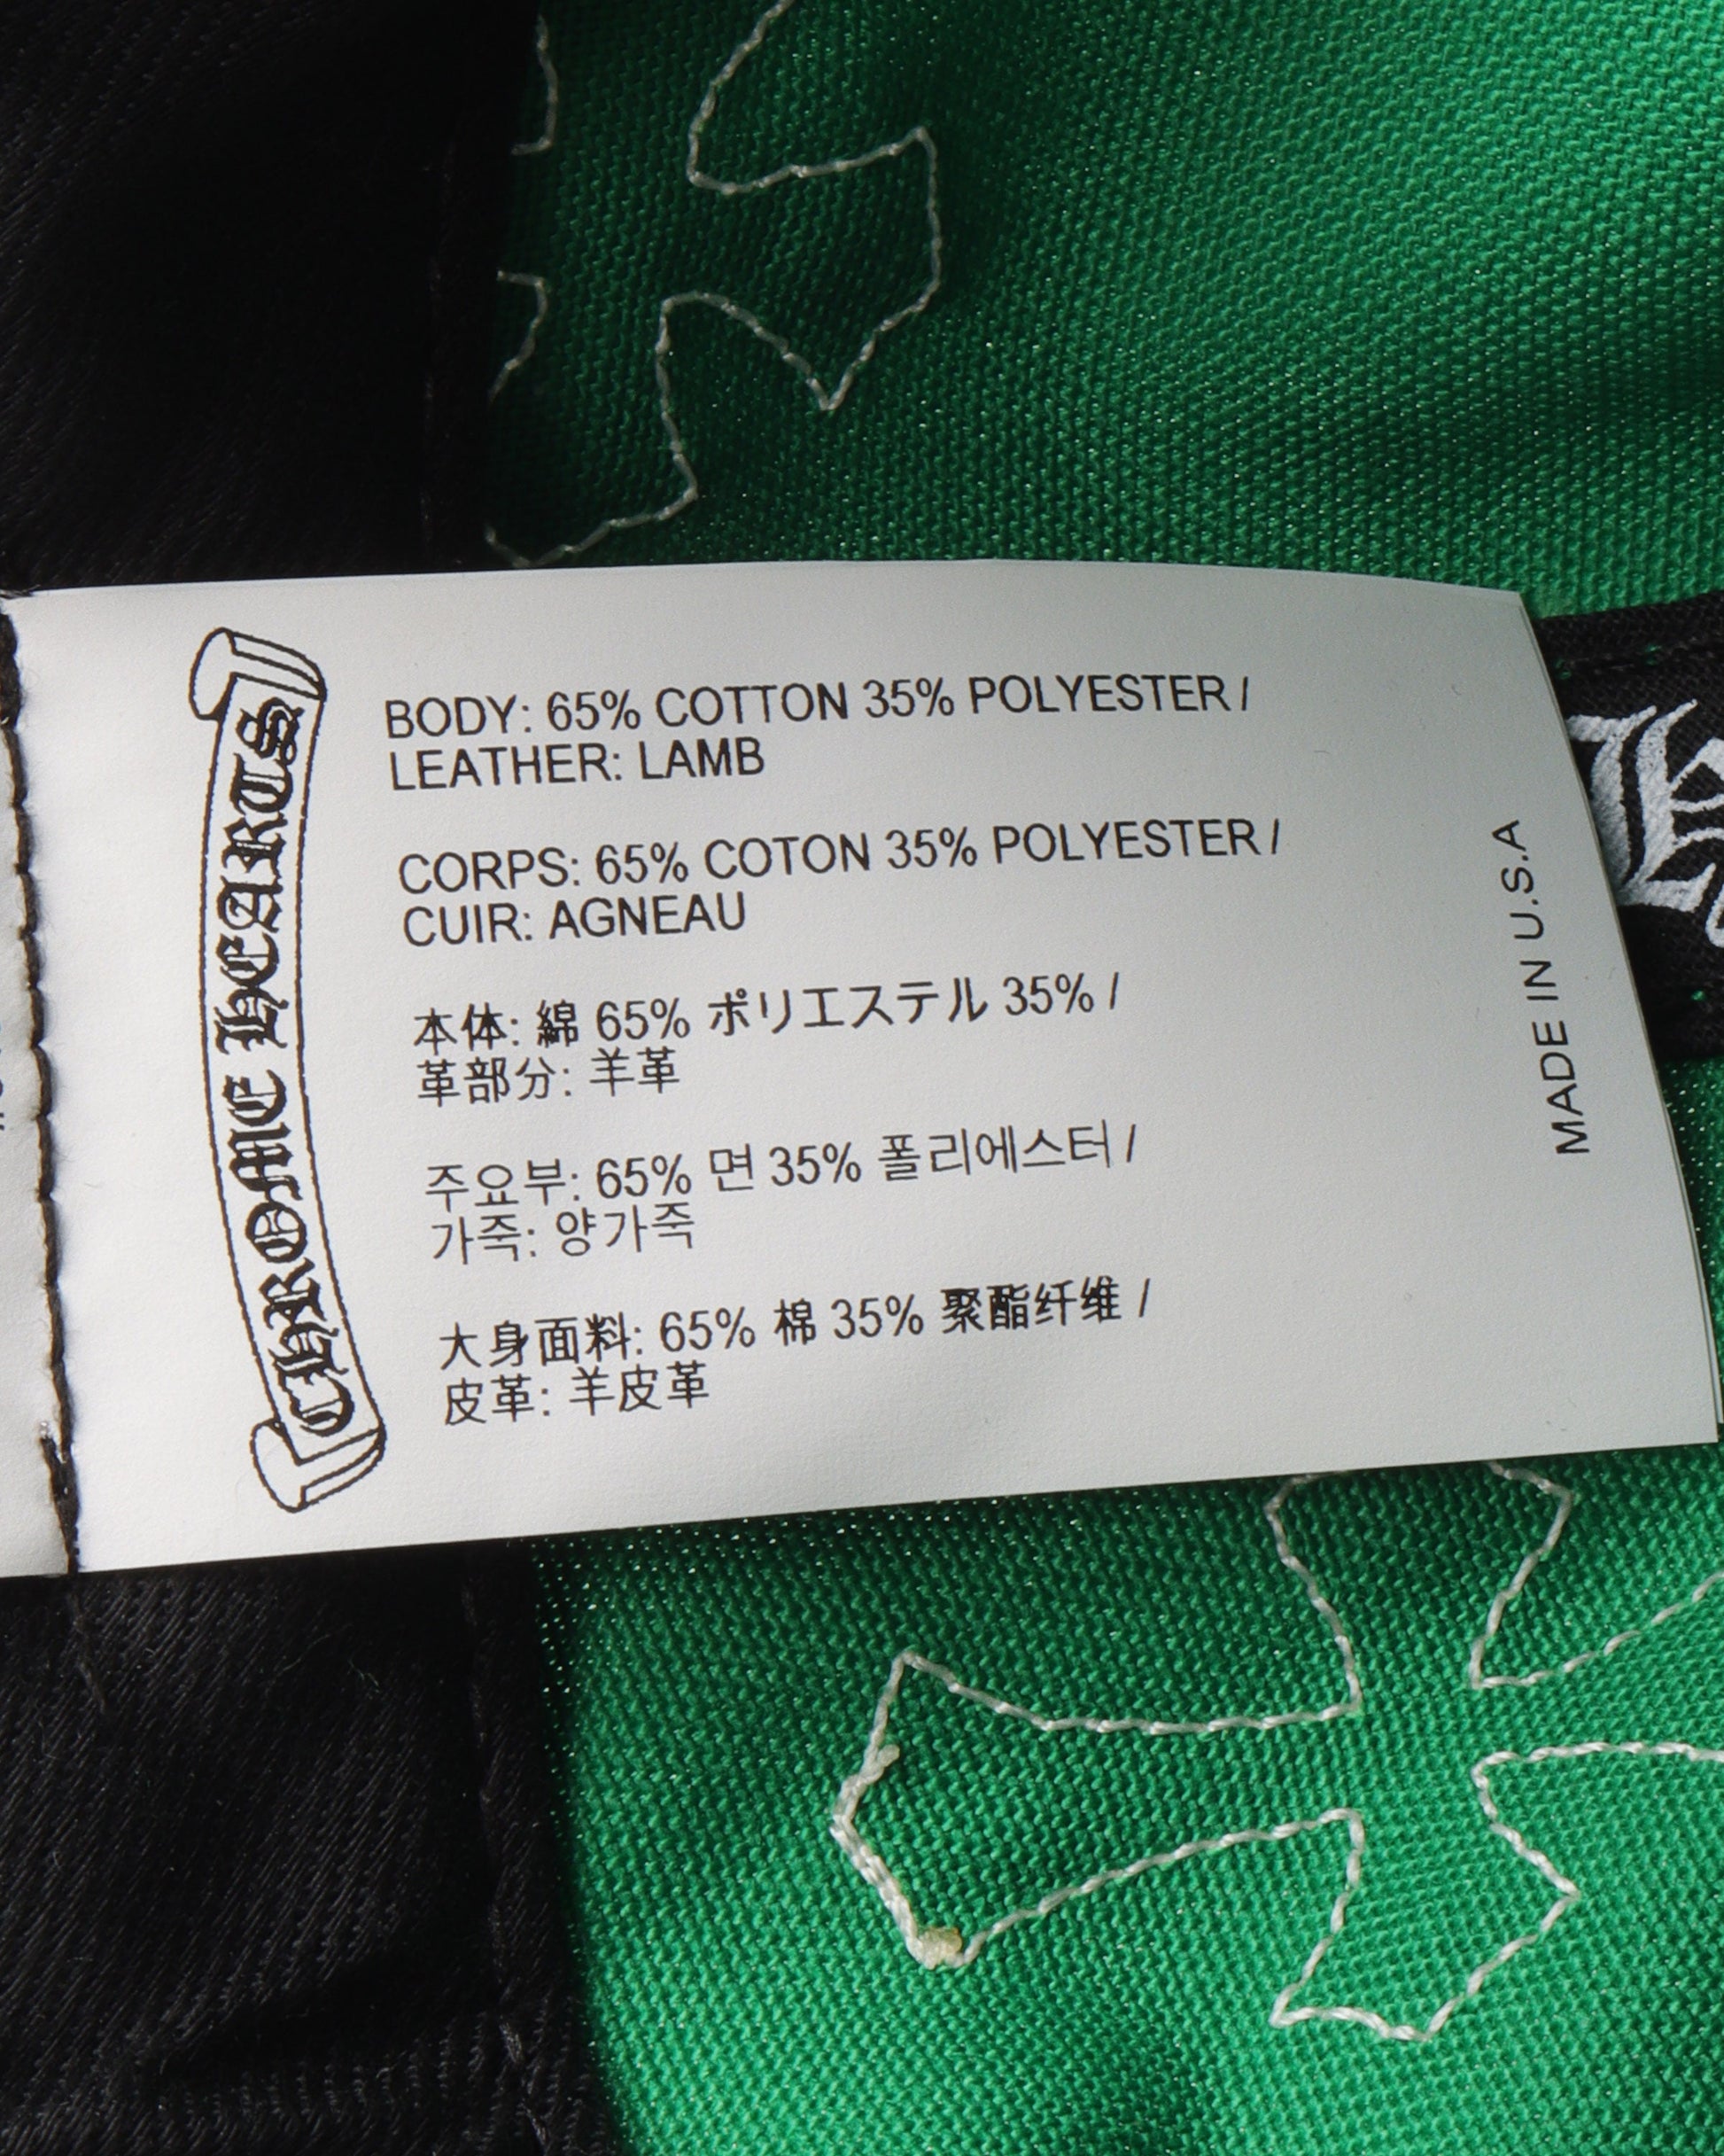 CHROME HEARTS
BODY: 65% COTTON 35% POLYESTER /
LEATHER: LAMB
CORPS: 65% COTON 35% POLYESTER /
CUIR: AGNEAU
本体: 綿 65% ポリエステル 35% /
革部分: 羊革
주요부: 65% 면 35% 폴리에스터 /
가죽: 양가죽
大身面料: 65% 棉 35% 聚酯纤维 /
皮革: 羊皮革
MADE IN U.S.A